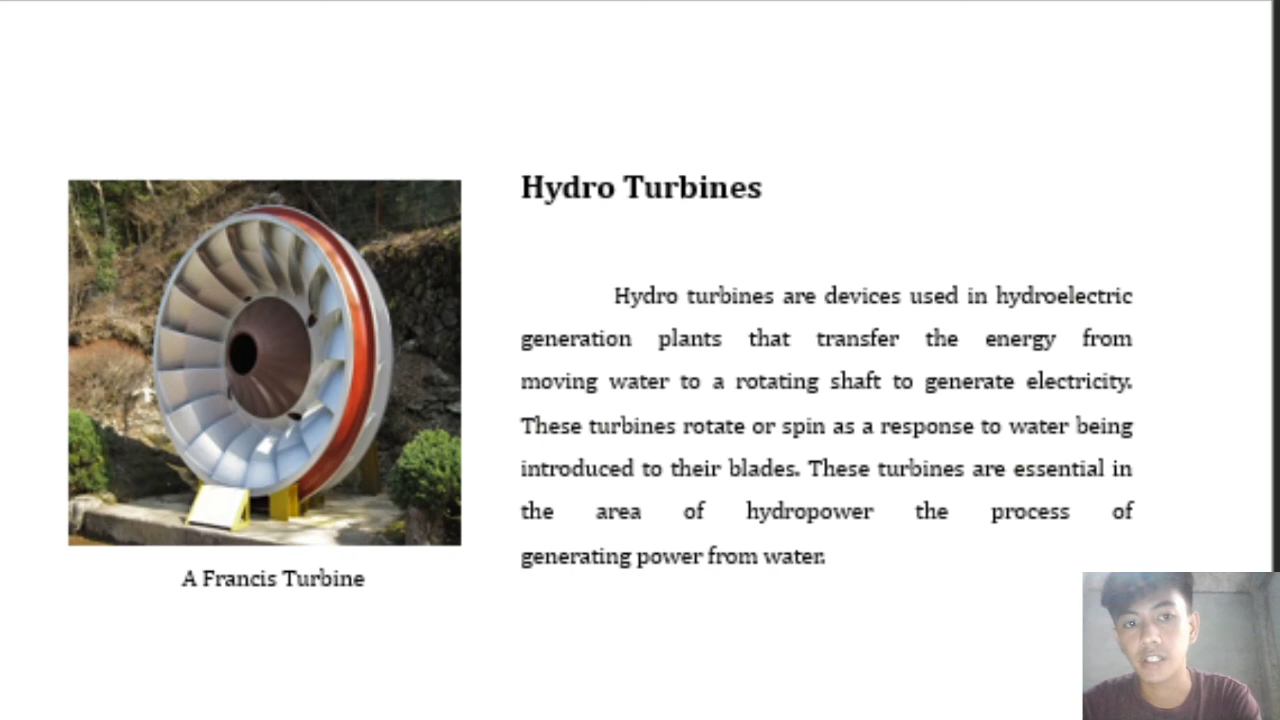 Hydro Turbines
Hydro turbines are devices used in hydroelectric
generation plants that transfer the energy from
moving water to a rotating shaft to generate electricity.
These turbines rotate or spin as a response to water being
introduced to their blades. These turbines are essential in
the area of hydropower the process of
generating power from water.
A Francis Turbine